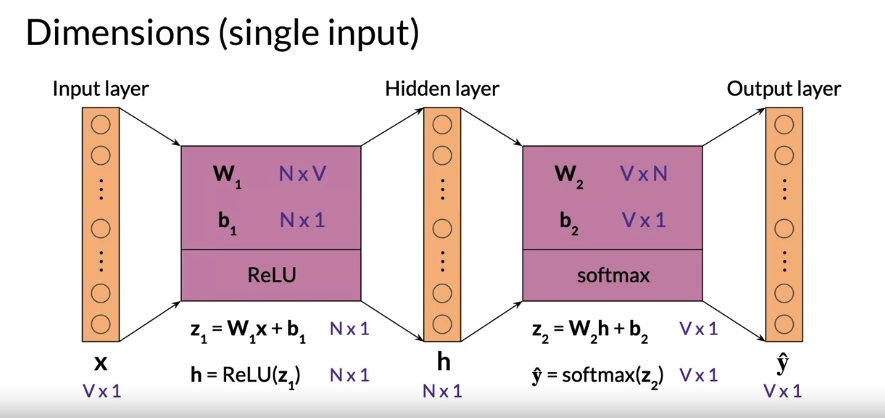 Dimensions (single input)
Input layer
Hidden layer
Output layer
W₁ N x V
b₁ N x 1
ReLU
W₂ V x N
b₂ V x 1
softmax
z₁ = W₁x + b₁ N x 1
h = ReLU(z₁) N x 1
z₂ = W₂h + b₂ V x 1
ŷ = softmax(z₂) V x 1
x
V x 1
h
N x 1
ŷ
V x 1